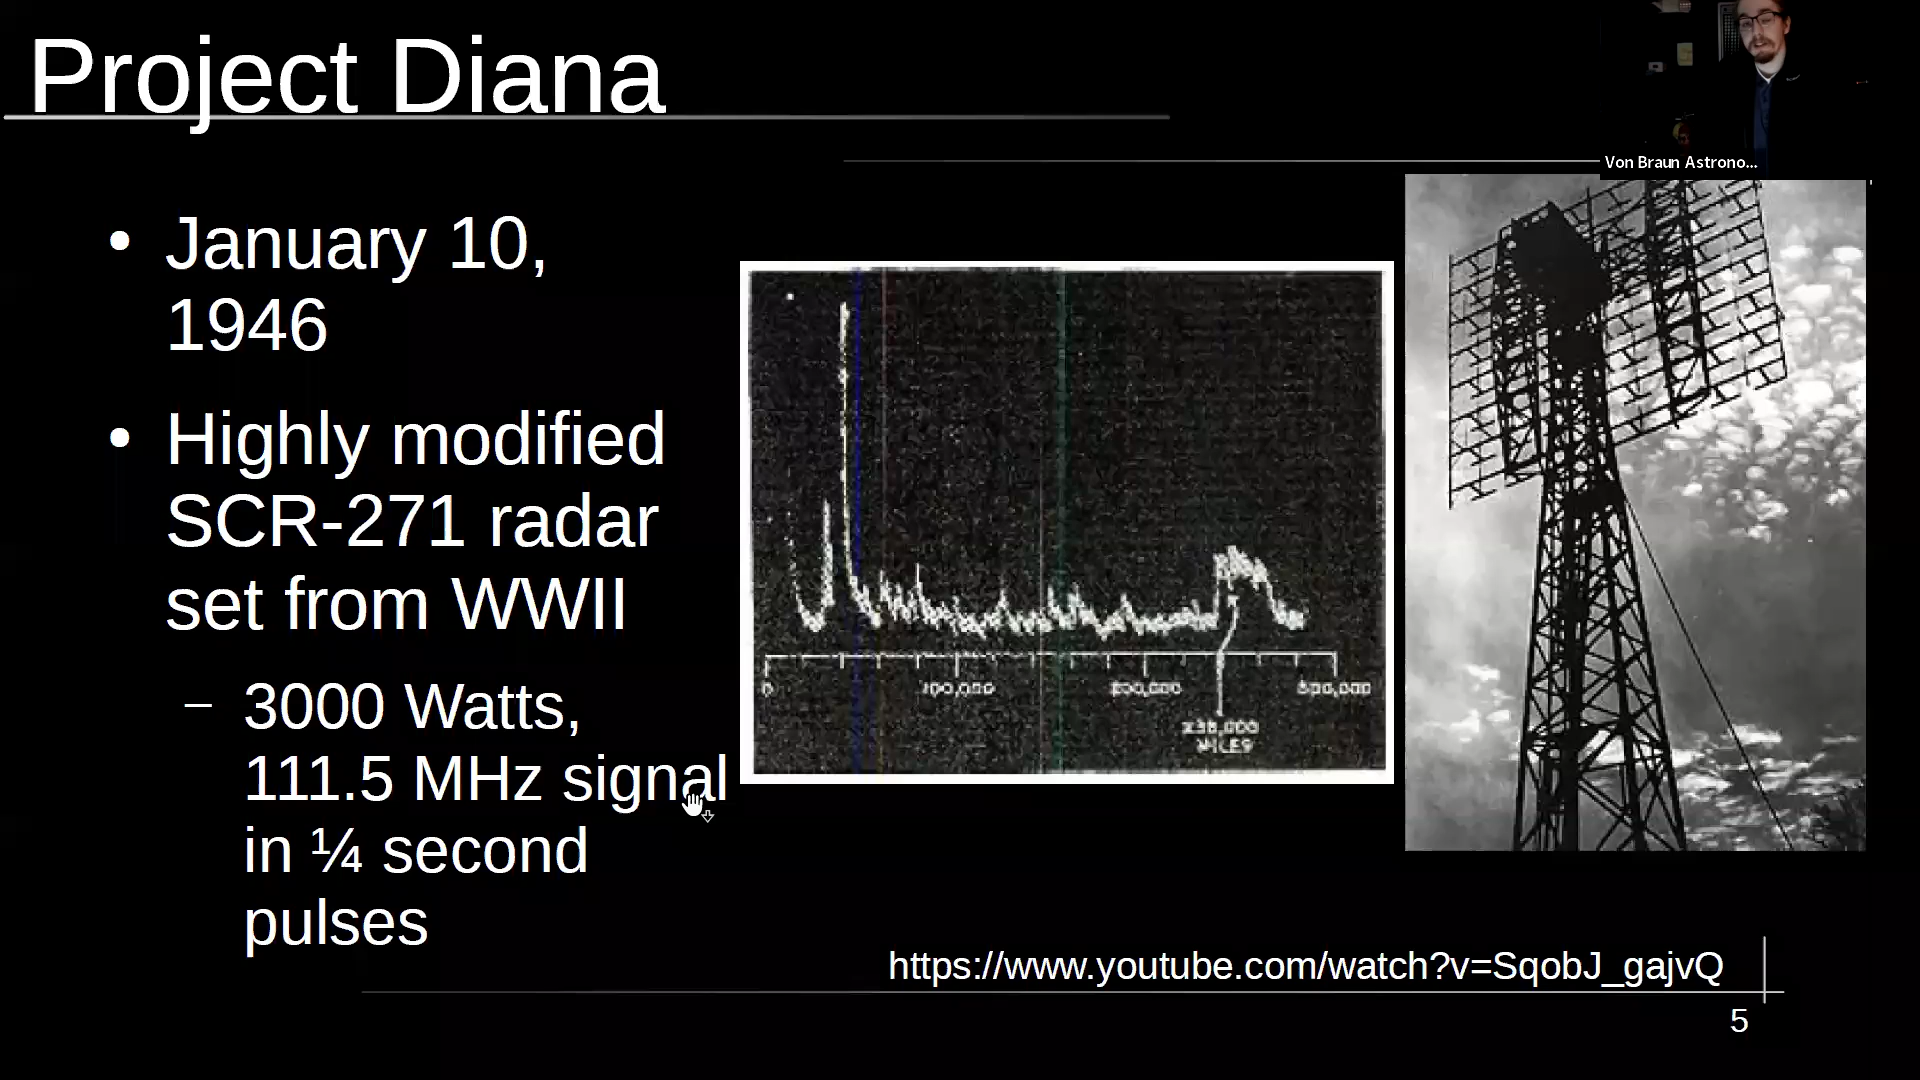 Project Diana
Von Braun Astrono...
• January 10,
1946
• Highly modified
SCR-271 radar
set from WWII
– 3000 Watts,
111.5 MHz signal
in ¼ second
pulses
0 100,000 200,000 300,000
238,000
MILES
https://www.youtube.com/watch?v=SqobJ_gajvQ
5